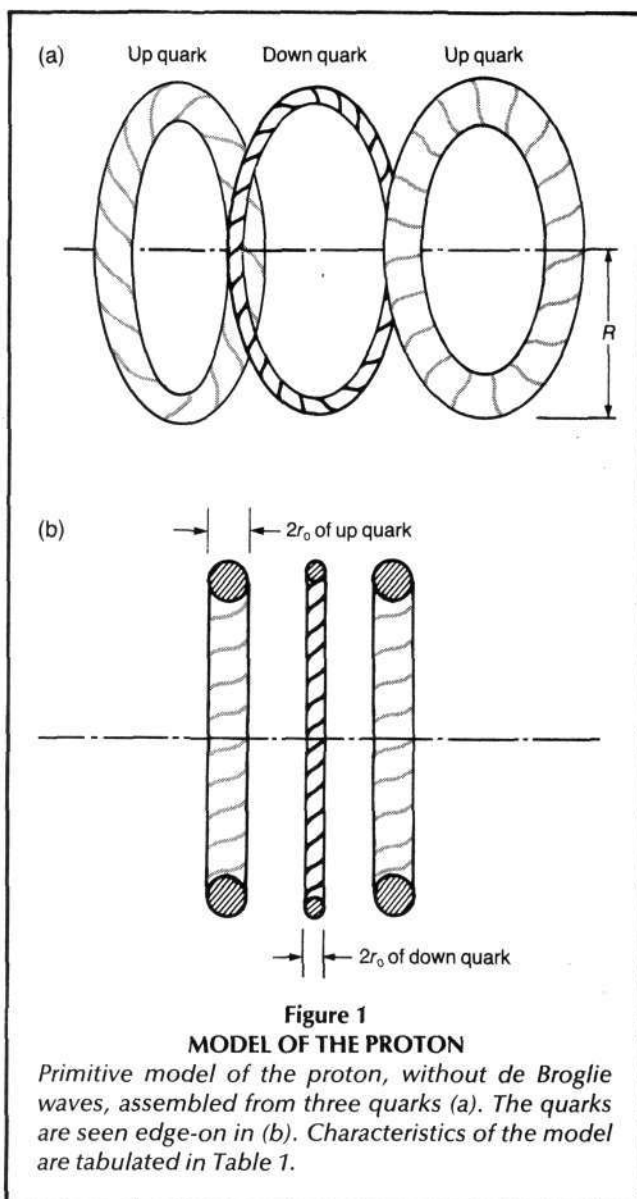 (a)
Up quark Down quark Up quark
R
(b)
2r₀ of up quark
2r₀ of down quark
Figure 1
MODEL OF THE PROTON
Primitive model of the proton, without de Broglie
waves, assembled from three quarks (a). The quarks
are seen edge-on in (b). Characteristics of the model
are tabulated in Table 1.